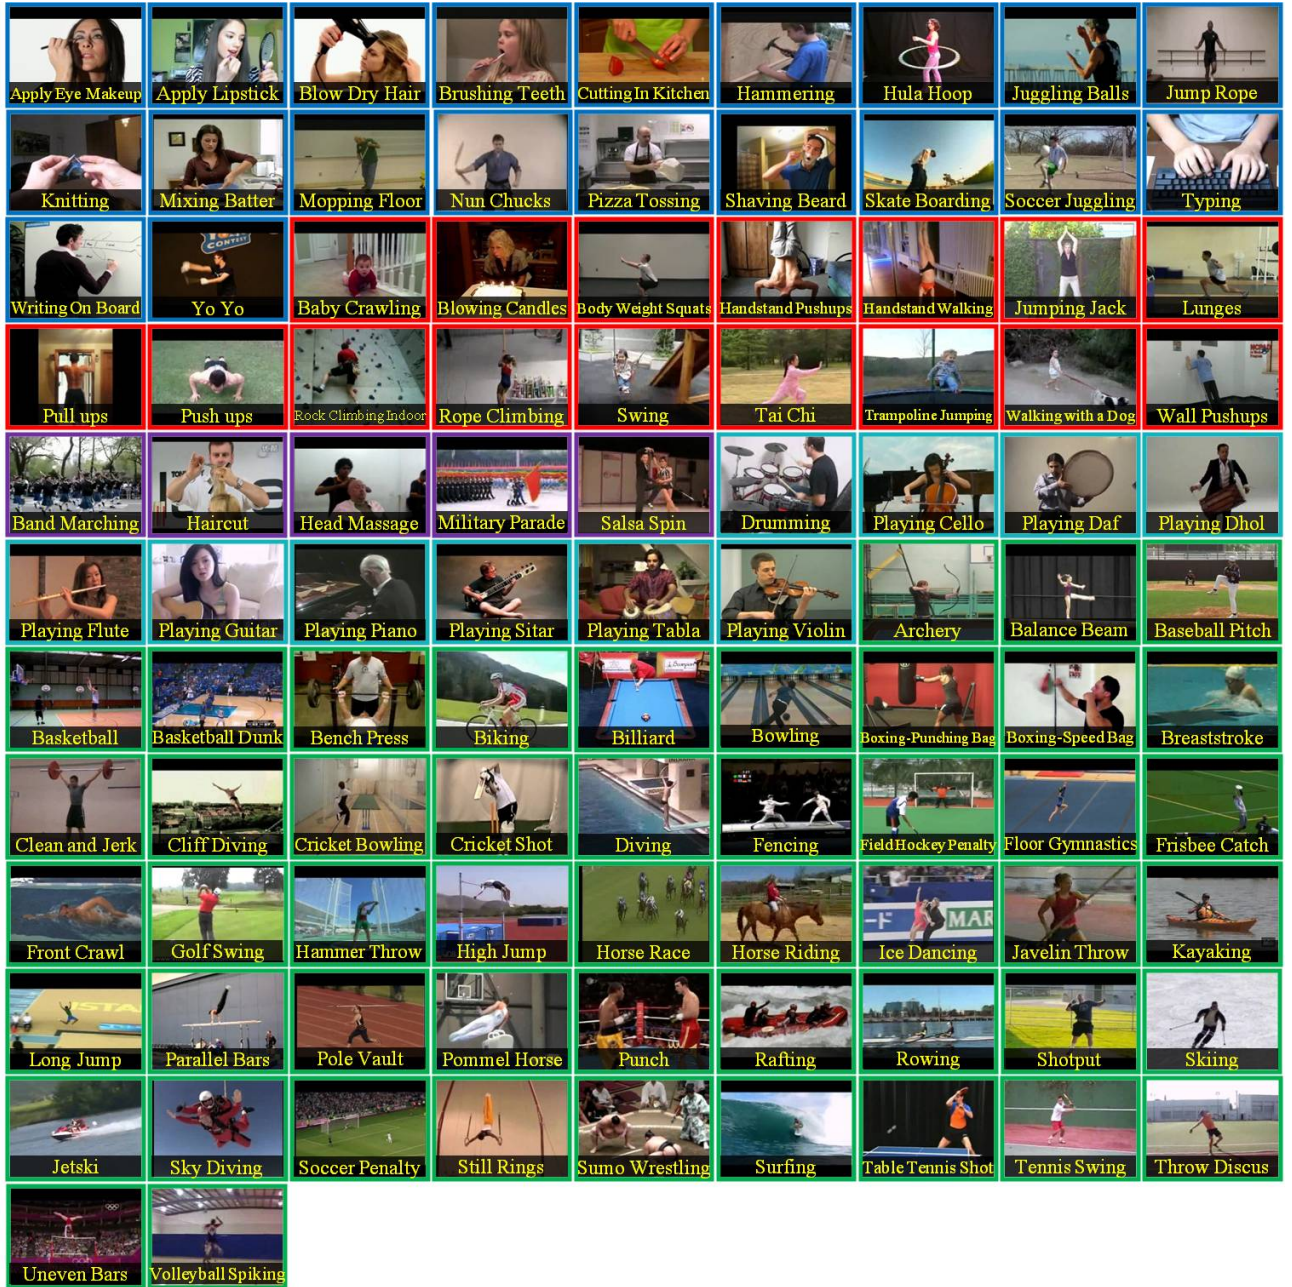 Apply Eye Makeup
Apply Lipstick
Blow Dry Hair
Brushing Teeth
Cutting In Kitchen
Hammering
Hula Hoop
Juggling Balls
Jump Rope
Knitting
Mixing Batter
Mopping Floor
Nun Chucks
Pizza Tossing
Shaving Beard
Skate Boarding
Soccer Juggling
Typing
CONTEST
Writing On Board
Yo Yo
Baby Crawling
Blowing Candles
Body Weight Squats
Handstand Pushups
Handstand Walking
Jumping Jack
Lunges
Pull ups
Push ups
Rock Climbing Indoor
Rope Climbing
Swing
Tai Chi
Trampoline Jumping
Walking with a Dog
Wall Pushups
Band Marching
Haircut
Head Massage
Military Parade
Salsa Spin
Drumming
Playing Cello
Playing Daf
Playing Dhol
Playing Flute
Playing Guitar
Playing Piano
Playing Sitar
Playing Tabla
Playing Violin
Archery
Balance Beam
Baseball Pitch
Basketball
Basketball Dunk
Bench Press
Biking
Billiard
Bowling
Boxing-Punching Bag
Boxing-Speed Bag
Breaststroke
Clean and Jerk
Cliff Diving
Cricket Bowling
Cricket Shot
Diving
Fencing
Field Hockey Penalty
Floor Gymnastics
Frisbee Catch
MAR
Front Crawl
Golf Swing
Hammer Throw
High Jump
Horse Race
Horse Riding
Ice Dancing
Javelin Throw
Kayaking
Long Jump
Parallel Bars
Pole Vault
Pommel Horse
Punch
Rafting
Rowing
Shotput
Skiing
Jetski
Sky Diving
Soccer Penalty
Still Rings
Sumo Wrestling
Surfing
Table Tennis Shot
Tennis Swing
Throw Discus
Uneven Bars
Volleyball Spiking